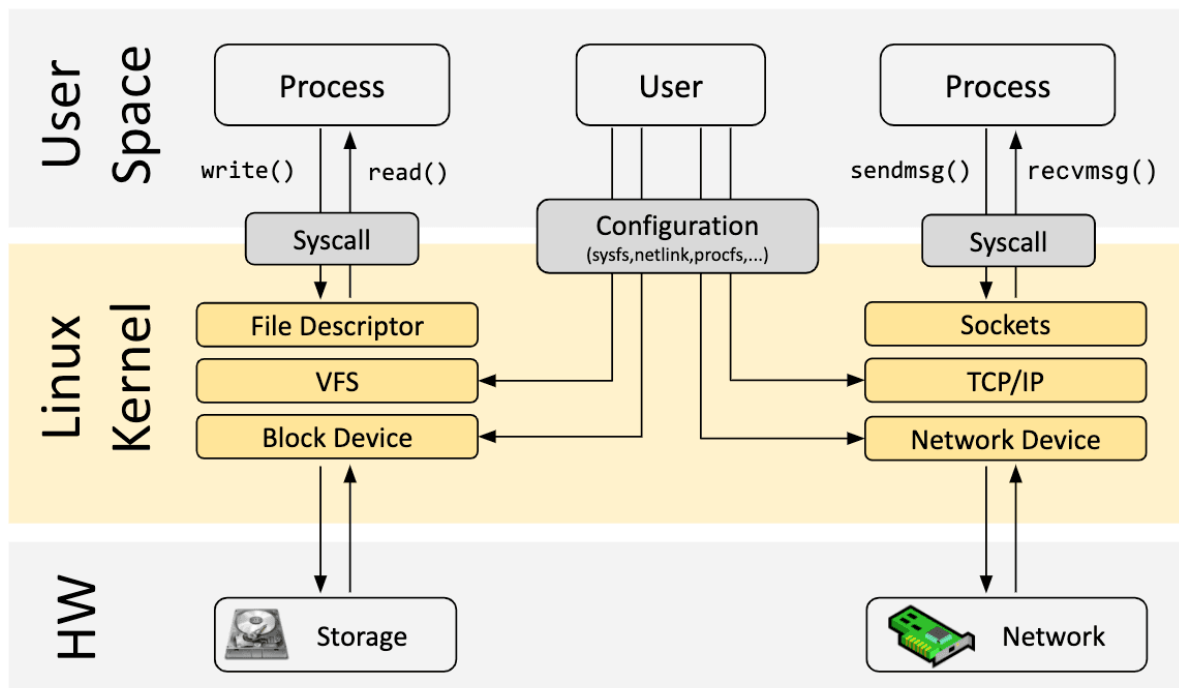 User
Space
Process
User
Process
write()
read()
sendmsg()
recvmsg()
Syscall
Configuration
(sysfs,netlink,procfs,...)
Syscall
Linux
Kernel
File Descriptor
VFS
Block Device
Sockets
TCP/IP
Network Device
HW
Storage
Network